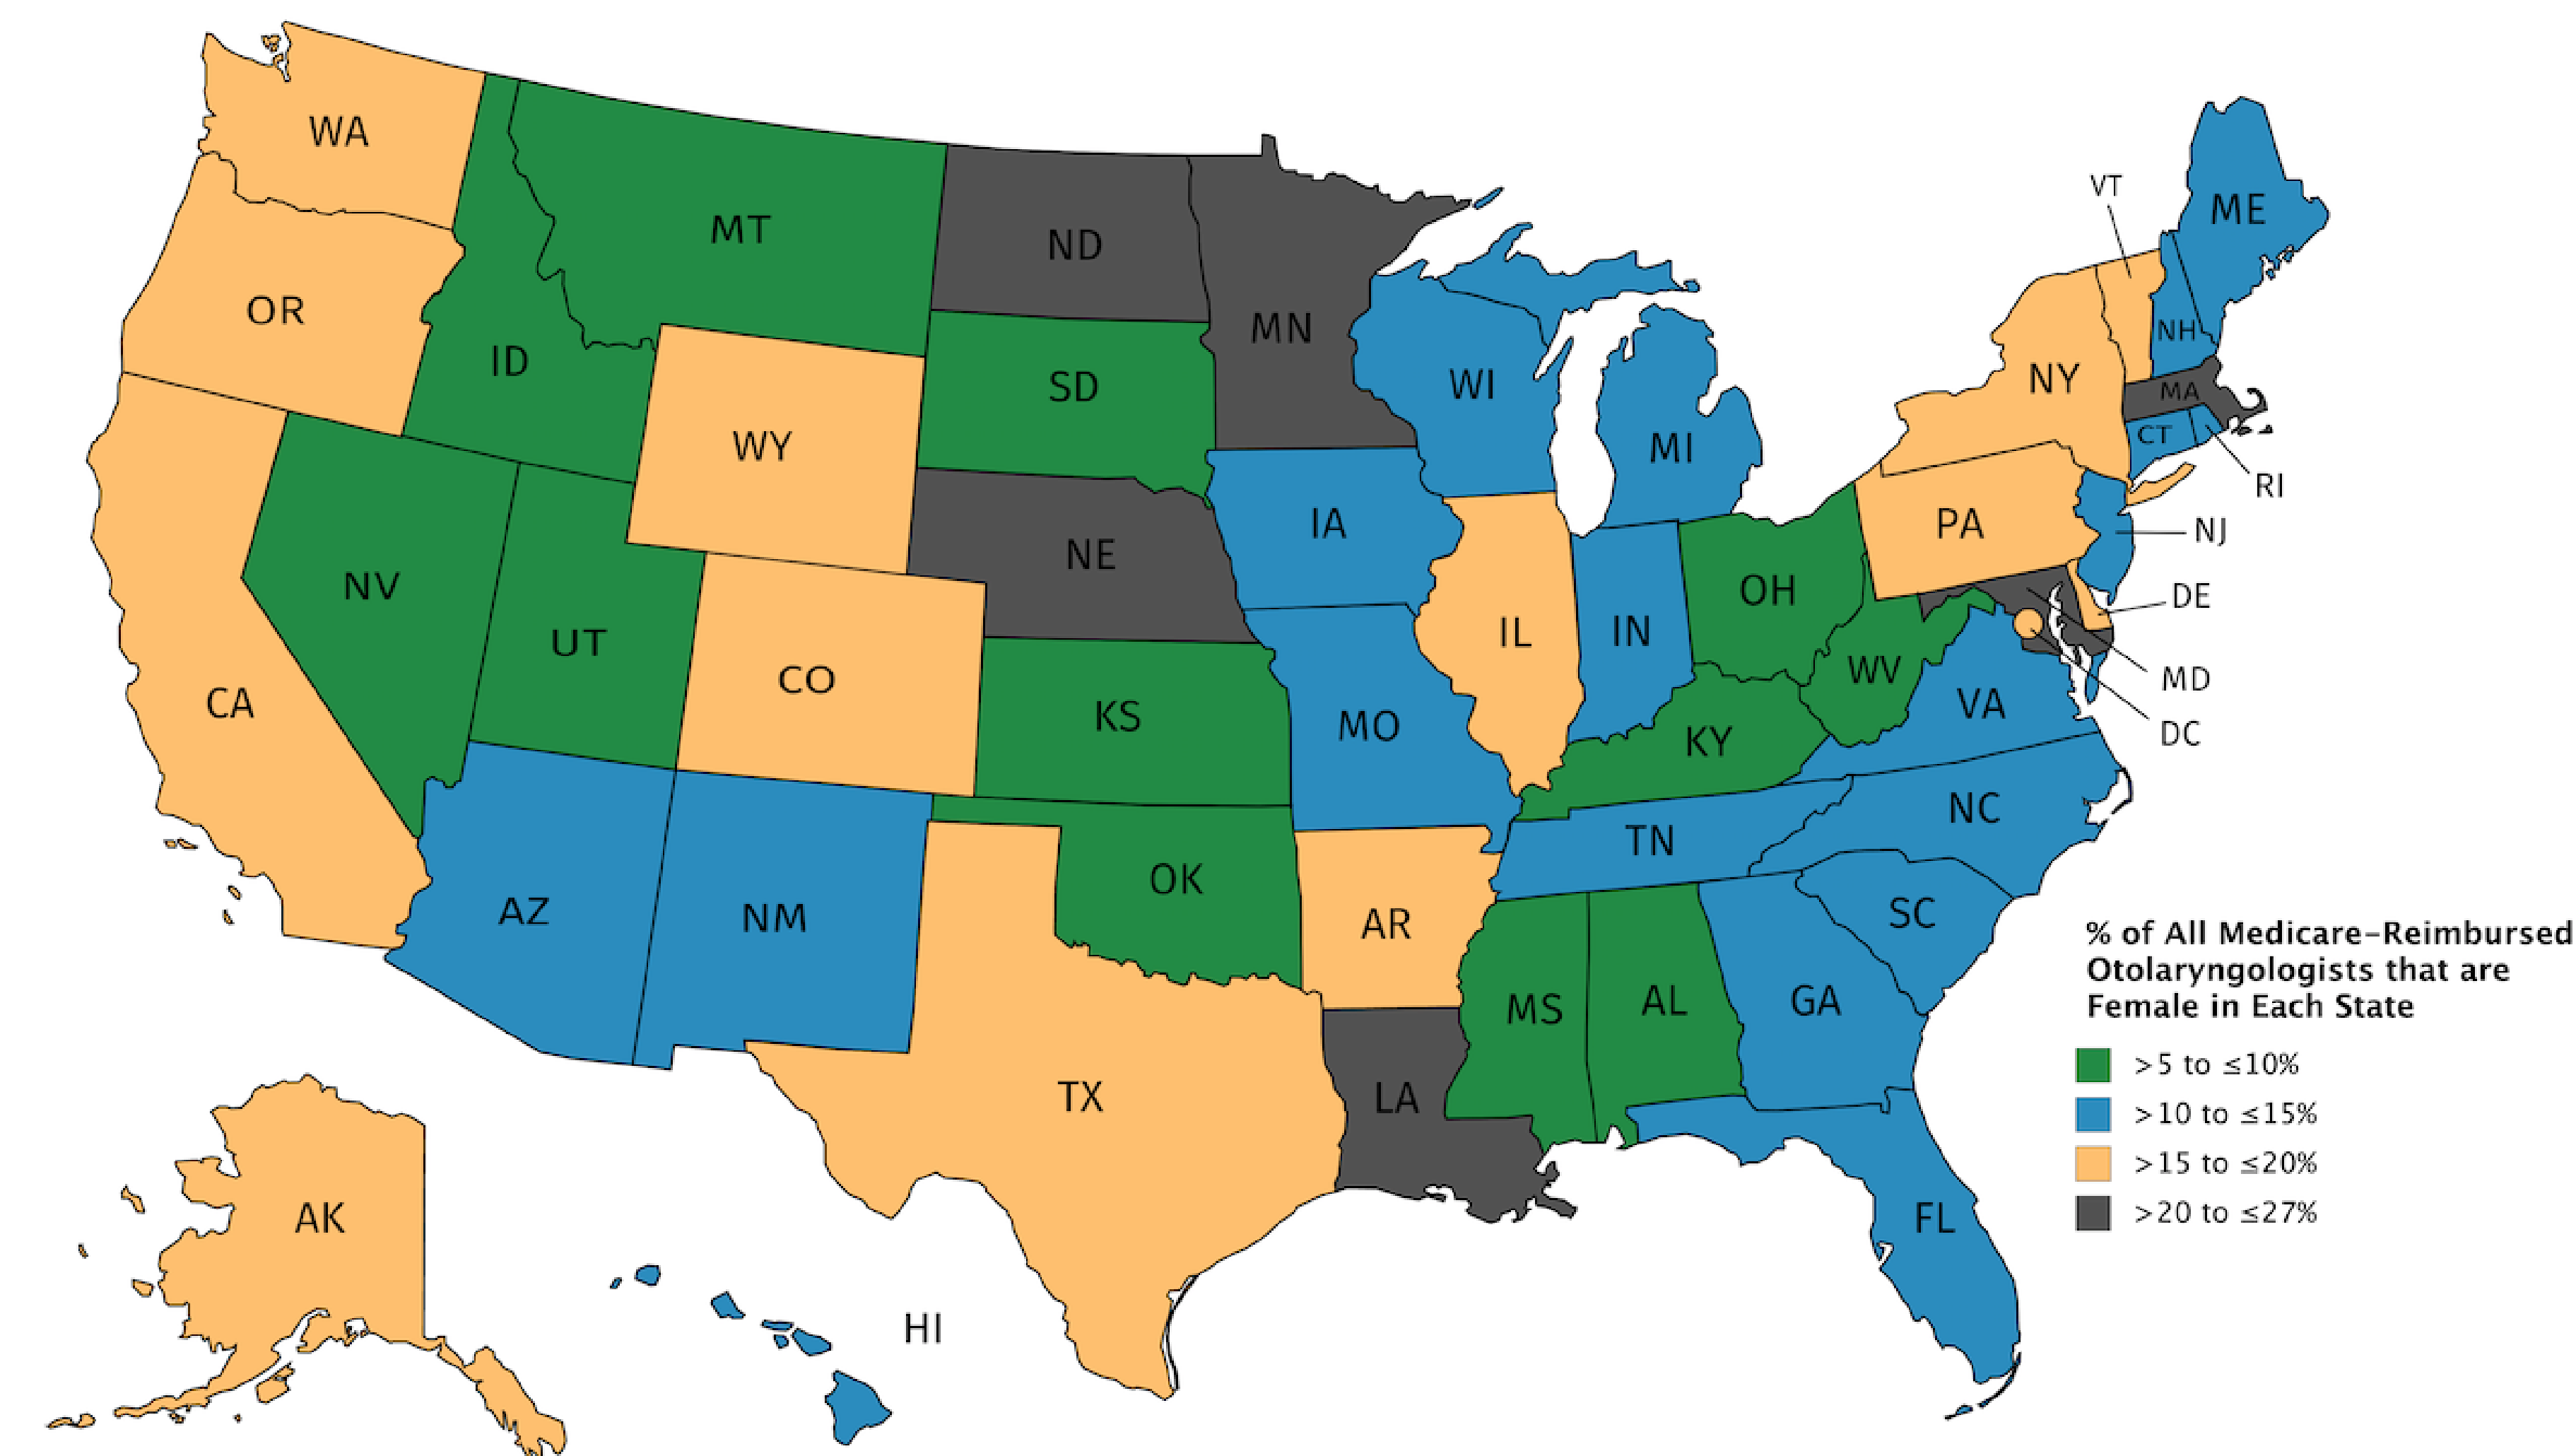 WA
MT
ND
MN
VT
ME
OR
ID
SD
WI
NH
NY
MA
WY
MI
CT
RI
IA
PA
NJ
NE
NV
UT
IL
IN
OH
DE
CO
CA
KS
MO
KY
WV
VA
MD
DC
NC
TN
OK
AZ
NM
AR
SC
MS
AL
GA
TX
LA
AK
FL
HI
% of All Medicare-Reimbursed
Otolaryngologists that are
Female in Each State
>5 to ≤10%
>10 to ≤15%
>15 to ≤20%
>20 to ≤27%